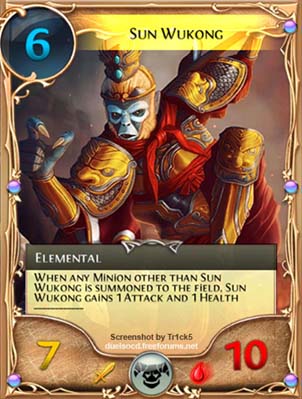 6
Sun Wukong
Elemental
When any Minion other than Sun
Wukong is summoned to the field, Sun
Wukong gains 1 Attack and 1 Health
Screenshot by Tr1ck5
duelsocd.freeforums.net
7
10